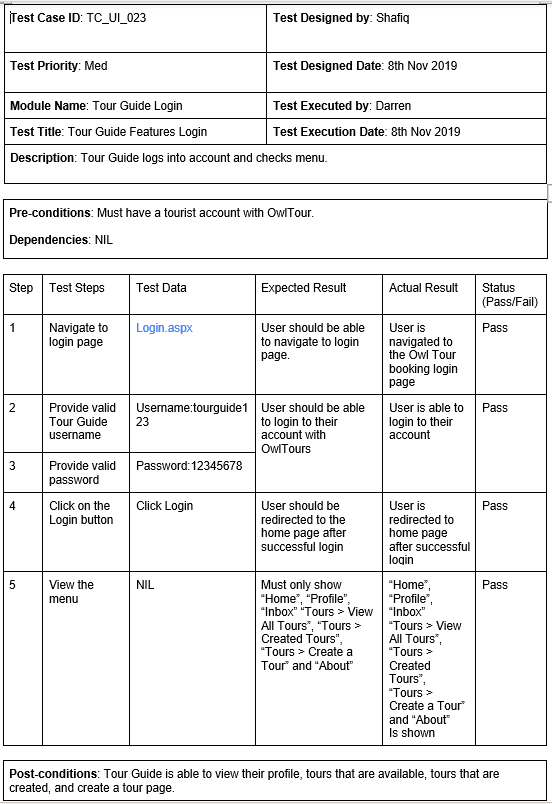 Test Case ID: TC_UI_023
Test Designed by: Shafiq
Test Priority: Med
Test Designed Date: 8th Nov 2019
Module Name: Tour Guide Login
Test Executed by: Darren
Test Title: Tour Guide Features Login
Test Execution Date: 8th Nov 2019
Description: Tour Guide logs into account and checks menu.
Pre-conditions: Must have a tourist account with OwlTour.
Dependencies: NIL
Step
Test Steps
Test Data
Expected Result
Actual Result
Status
(Pass/Fail)
1
Navigate to
login page
Login.aspx
User should be able
to navigate to login
page.
User is
navigated to
the Owl Tour
booking login
page
Pass
2
Provide valid
Tour Guide
username
Username:tourguide1
23
User should be able
to login to their
account with
OwlTours
User is able to
login to their
account
Pass
3
Provide valid
password
Password:12345678
4
Click on the
Login button
Click Login
User should be
redirected to the
home page after
successful login
User is
redirected to
home page
after successful
login
Pass
5
View the
menu
NIL
Must only show
“Home”, “Profile”,
“Inbox” “Tours > View
All Tours”, “Tours >
Created Tours”,
“Tours > Create a
Tour” and “About”
“Home”,
“Profile”,
“Inbox”
“Tours > View
All Tours”,
“Tours >
Created
Tours”,
“Tours >
Create a Tour”
and “About”
Is shown
Pass
Post-conditions: Tour Guide is able to view their profile, tours that are available, tours that are
created, and create a tour page.